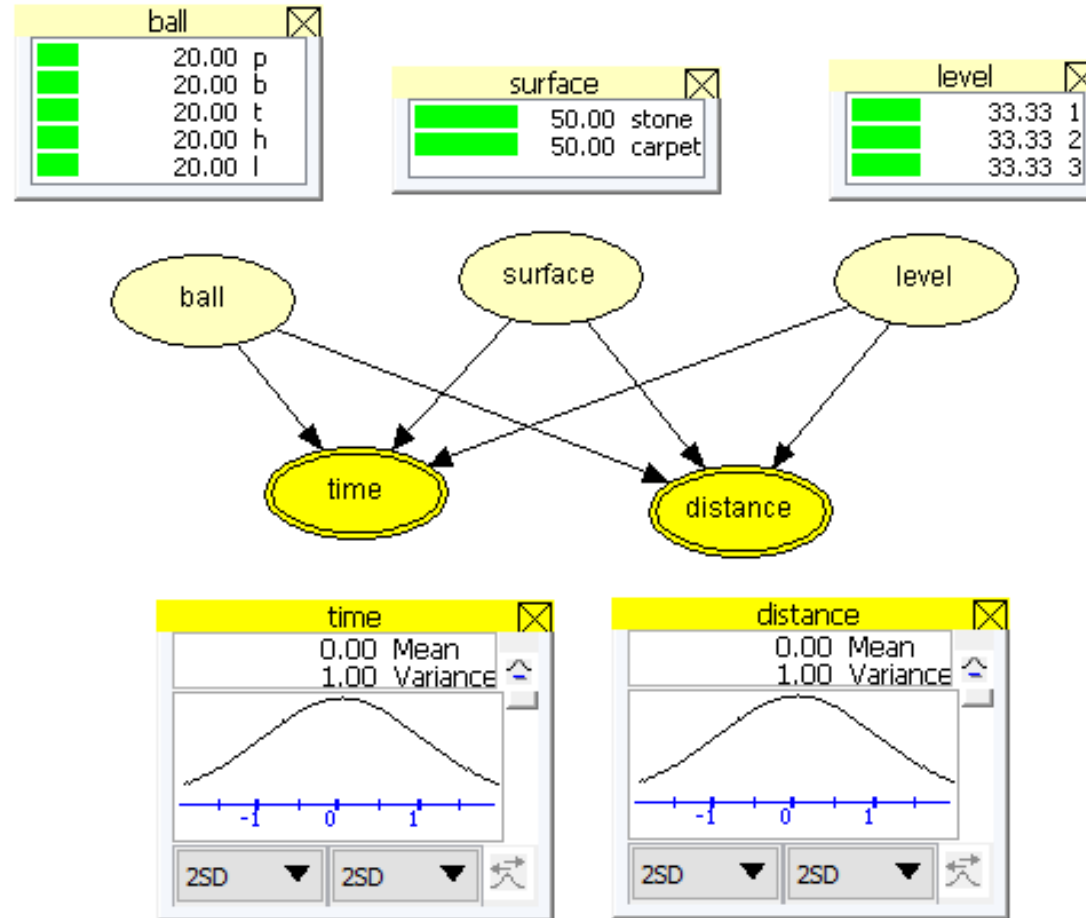 ball
20.00 p
20.00 b
20.00 t
20.00 h
20.00 l
surface
50.00 stone
50.00 carpet
level
33.33 1
33.33 2
33.33 3
ball
surface
level
time
distance
time
0.00 Mean
1.00 Variance
-1 0 1
2SD 2SD
distance
0.00 Mean
1.00 Variance
-1 0 1
2SD 2SD